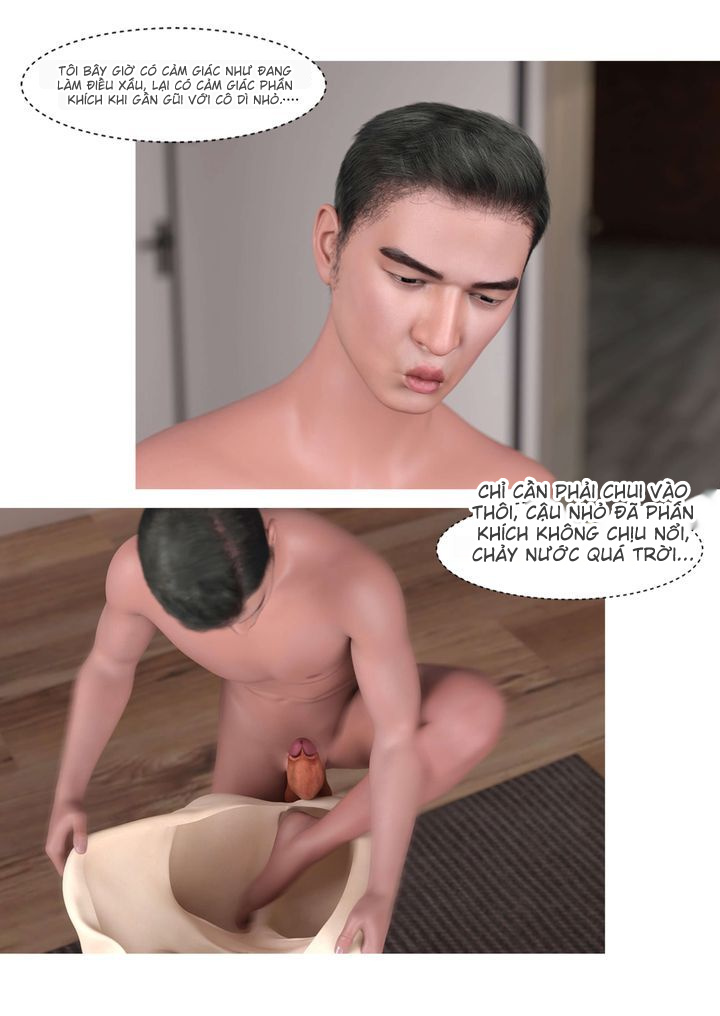 TÔI BÂY GIỜ CÓ CẢM GIÁC NHƯ ĐANG
LÀM ĐIỀU XẤU, LẠI CÓ CẢM GIÁC PHẤN
KHÍCH KHI GẦN GŨI VỚI CÔ DÌ NHỎ....
CHỈ CẦN PHẢI CHUI VÀO
THÔI, CẬU NHỎ ĐÃ PHẤN
KHÍCH KHÔNG CHỊU NỔI,
CHẢY NƯỚC QUÁ TRỜI...